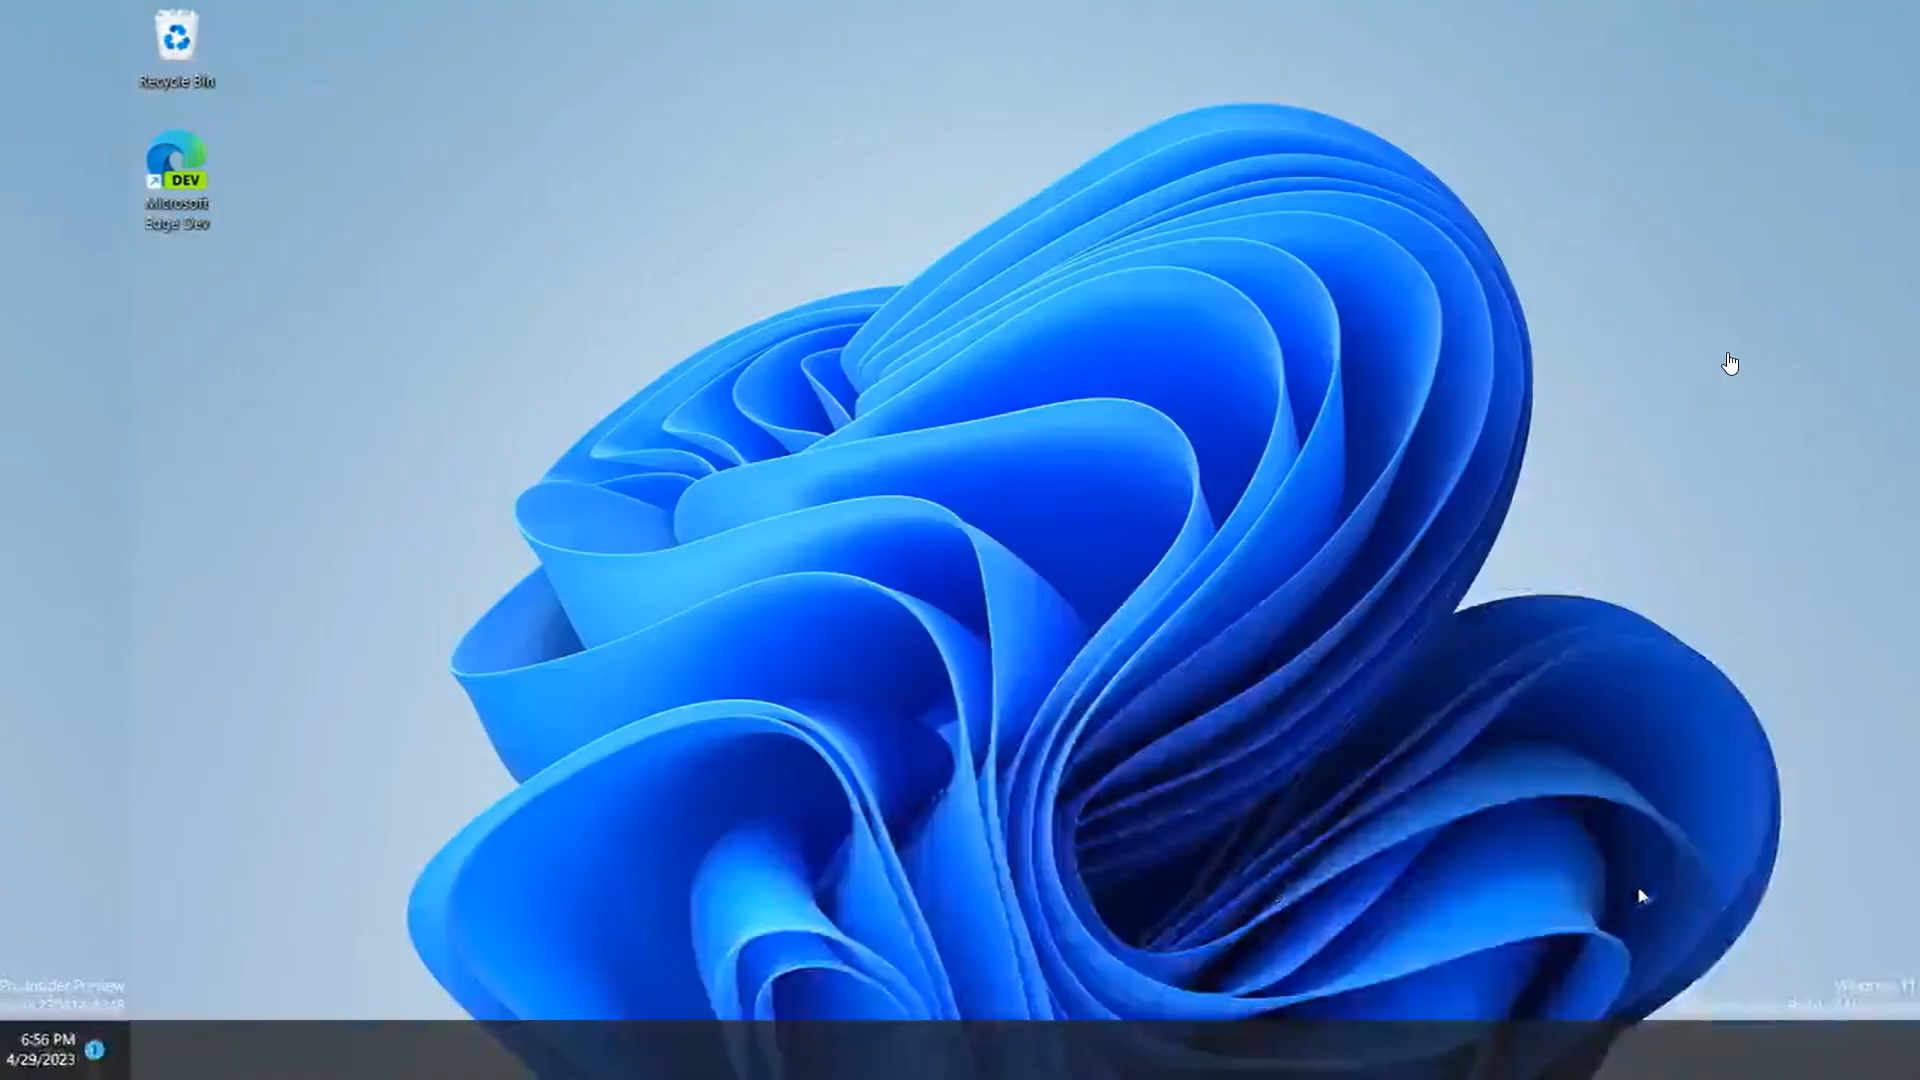 Recycle Bin
DEV
Microsoft
Edge Dev
Pro Insider Preview
Windows 11
6:56 PM
4/29/2023